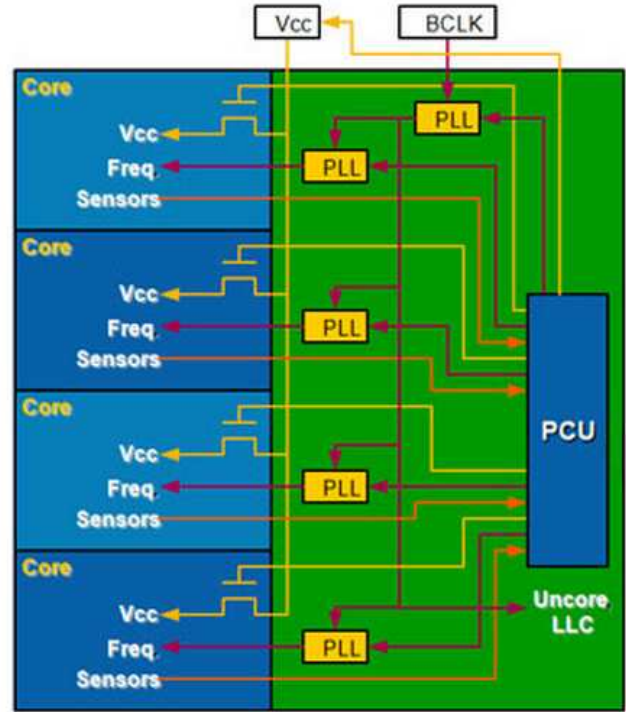 Vcc
BCLK
Core
PLL
Vcc
Freq.
PLL
Sensors
Core
Vcc
Freq.
PLL
Sensors
Core
PCU
Vcc
Freq.
PLL
Sensors
Core
Vcc
Uncore,
LLC
Freq.
PLL
Sensors